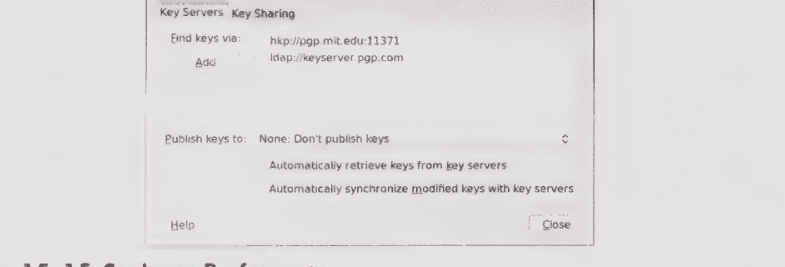 Key Servers Key Sharing
Find keys via:
hkp://pgp.mit.edu:11371
Add
ldap://keyserver.pgp.com
Publish keys to: None: Don't publish keys
Automatically retrieve keys from key servers
Automatically synchronize modified keys with key servers
Help
Close